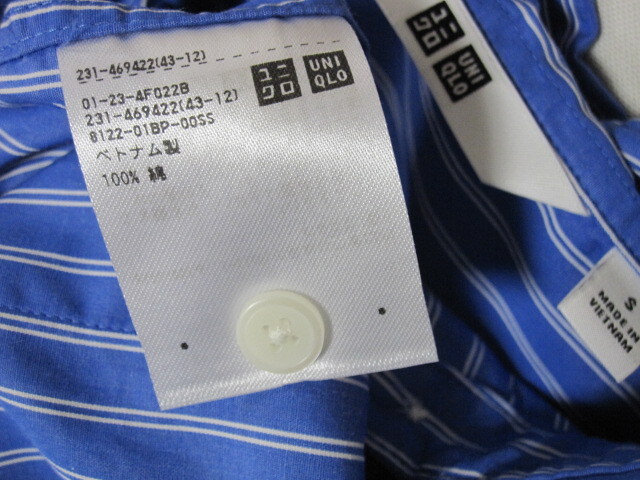 231-469422(43-12)
ユニ
クロ
UNI
QLO
01-23-4F022B
231-469422(43-12)
8122-01BP-00SS
ベトナム製
100% 綿
ユニ
クロ
UNI
QLO
S
MADE IN
VIETNAM